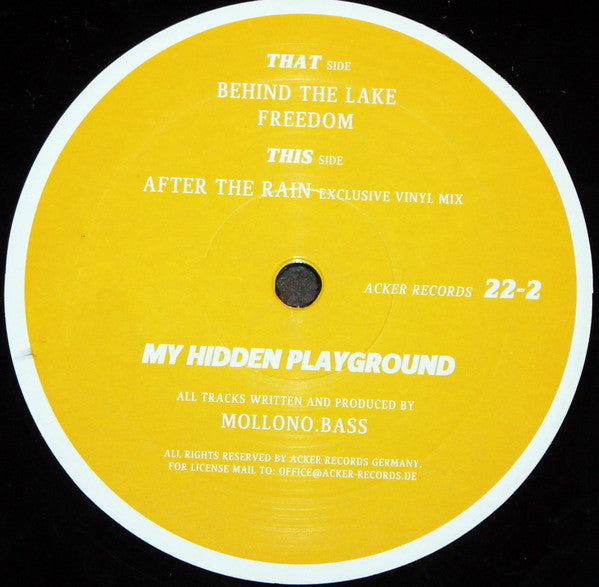 THAT SIDE
BEHIND THE LAKE
FREEDOM
THIS SIDE
AFTER THE RAIN EXCLUSIVE VINYL MIX
ACKER RECORDS 22-2
MY HIDDEN PLAYGROUND
ALL TRACKS WRITTEN AND PRODUCED BY
MOLLONO.BASS
ALL RIGHTS RESERVED BY ACKER RECORDS GERMANY.
FOR LICENSE MAIL TO: OFFICE@ACKER-RECORDS.DE